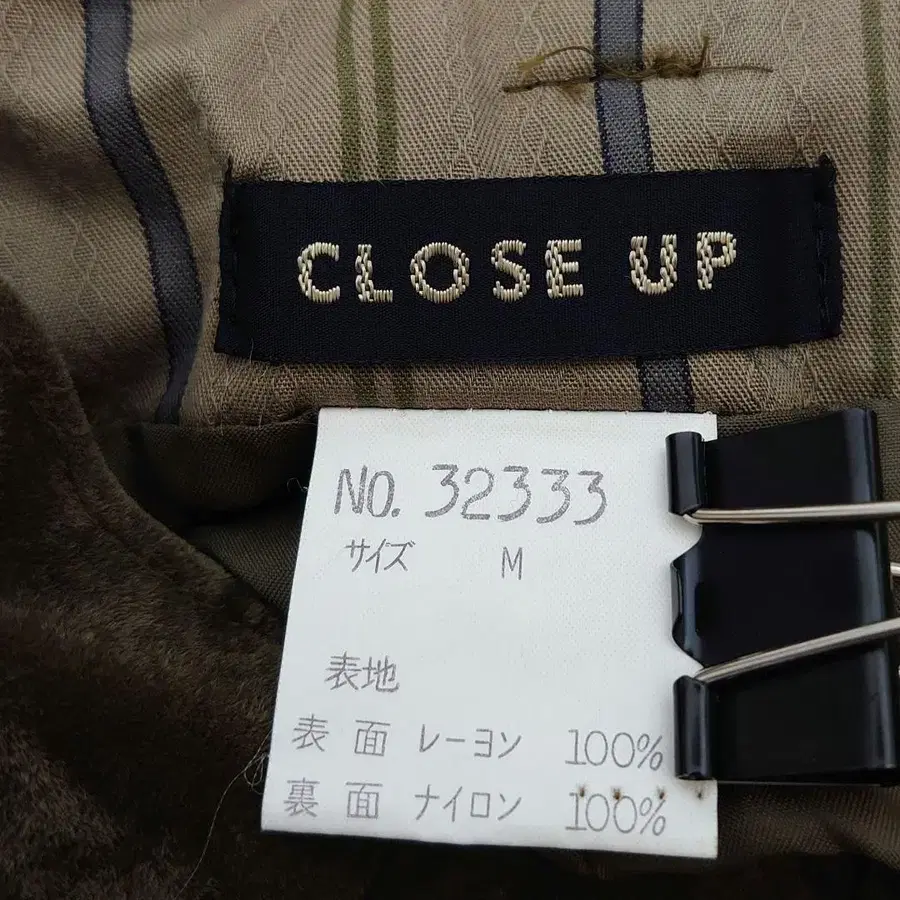 CLOSE UP
NO. 32333
サイズ M
表地
表面 レーヨン 100%
裏面 ナイロン 100%